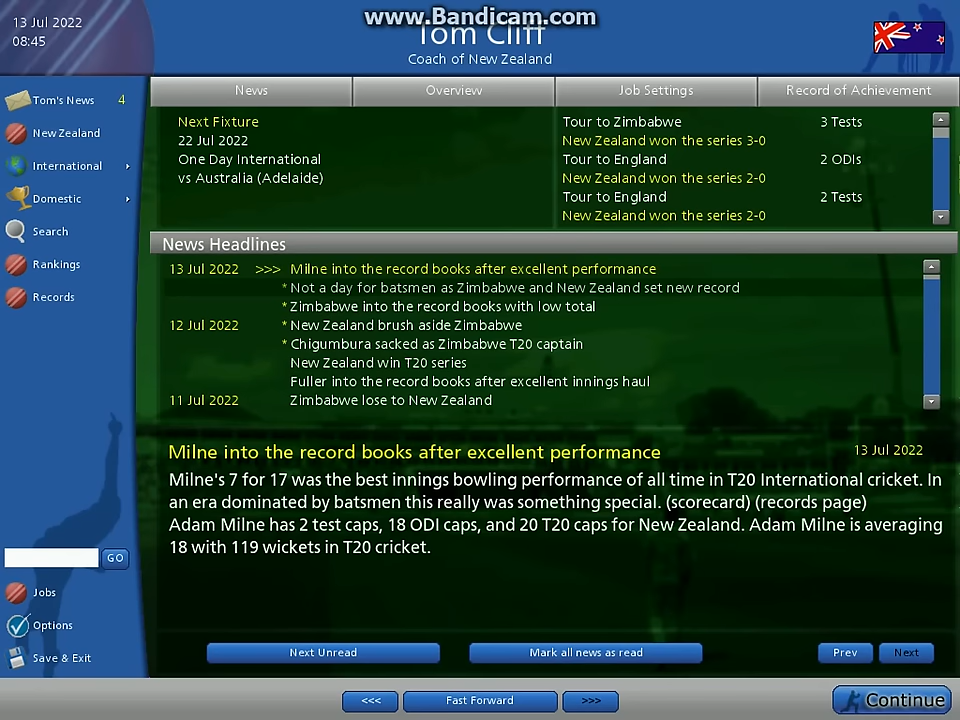 www.Bandicam.com
13 Jul 2022
08:45
Tom Cliff
Coach of New Zealand
Tom's News 4
New Zealand
International
Domestic
Search
Rankings
Records
GO
Jobs
Options
Save & Exit
News Overview Job Settings Record of Achievement
Next Fixture
22 Jul 2022
One Day International
vs Australia (Adelaide)
Tour to Zimbabwe 3 Tests
New Zealand won the series 3-0
Tour to England 2 ODIs
New Zealand won the series 2-0
Tour to England 2 Tests
New Zealand won the series 2-0
News Headlines
13 Jul 2022 >>> Milne into the record books after excellent performance
* Not a day for batsmen as Zimbabwe and New Zealand set new record
* Zimbabwe into the record books with low total
12 Jul 2022 * New Zealand brush aside Zimbabwe
* Chigumbura sacked as Zimbabwe T20 captain
New Zealand win T20 series
Fuller into the record books after excellent innings haul
11 Jul 2022 Zimbabwe lose to New Zealand
Milne into the record books after excellent performance 13 Jul 2022
Milne's 7 for 17 was the best innings bowling performance of all time in T20 International cricket. In
an era dominated by batsmen this really was something special. (scorecard) (records page)
Adam Milne has 2 test caps, 18 ODI caps, and 20 T20 caps for New Zealand. Adam Milne is averaging
18 with 119 wickets in T20 cricket.
Next Unread Mark all news as read Prev Next
<<< Fast Forward >>> Continue